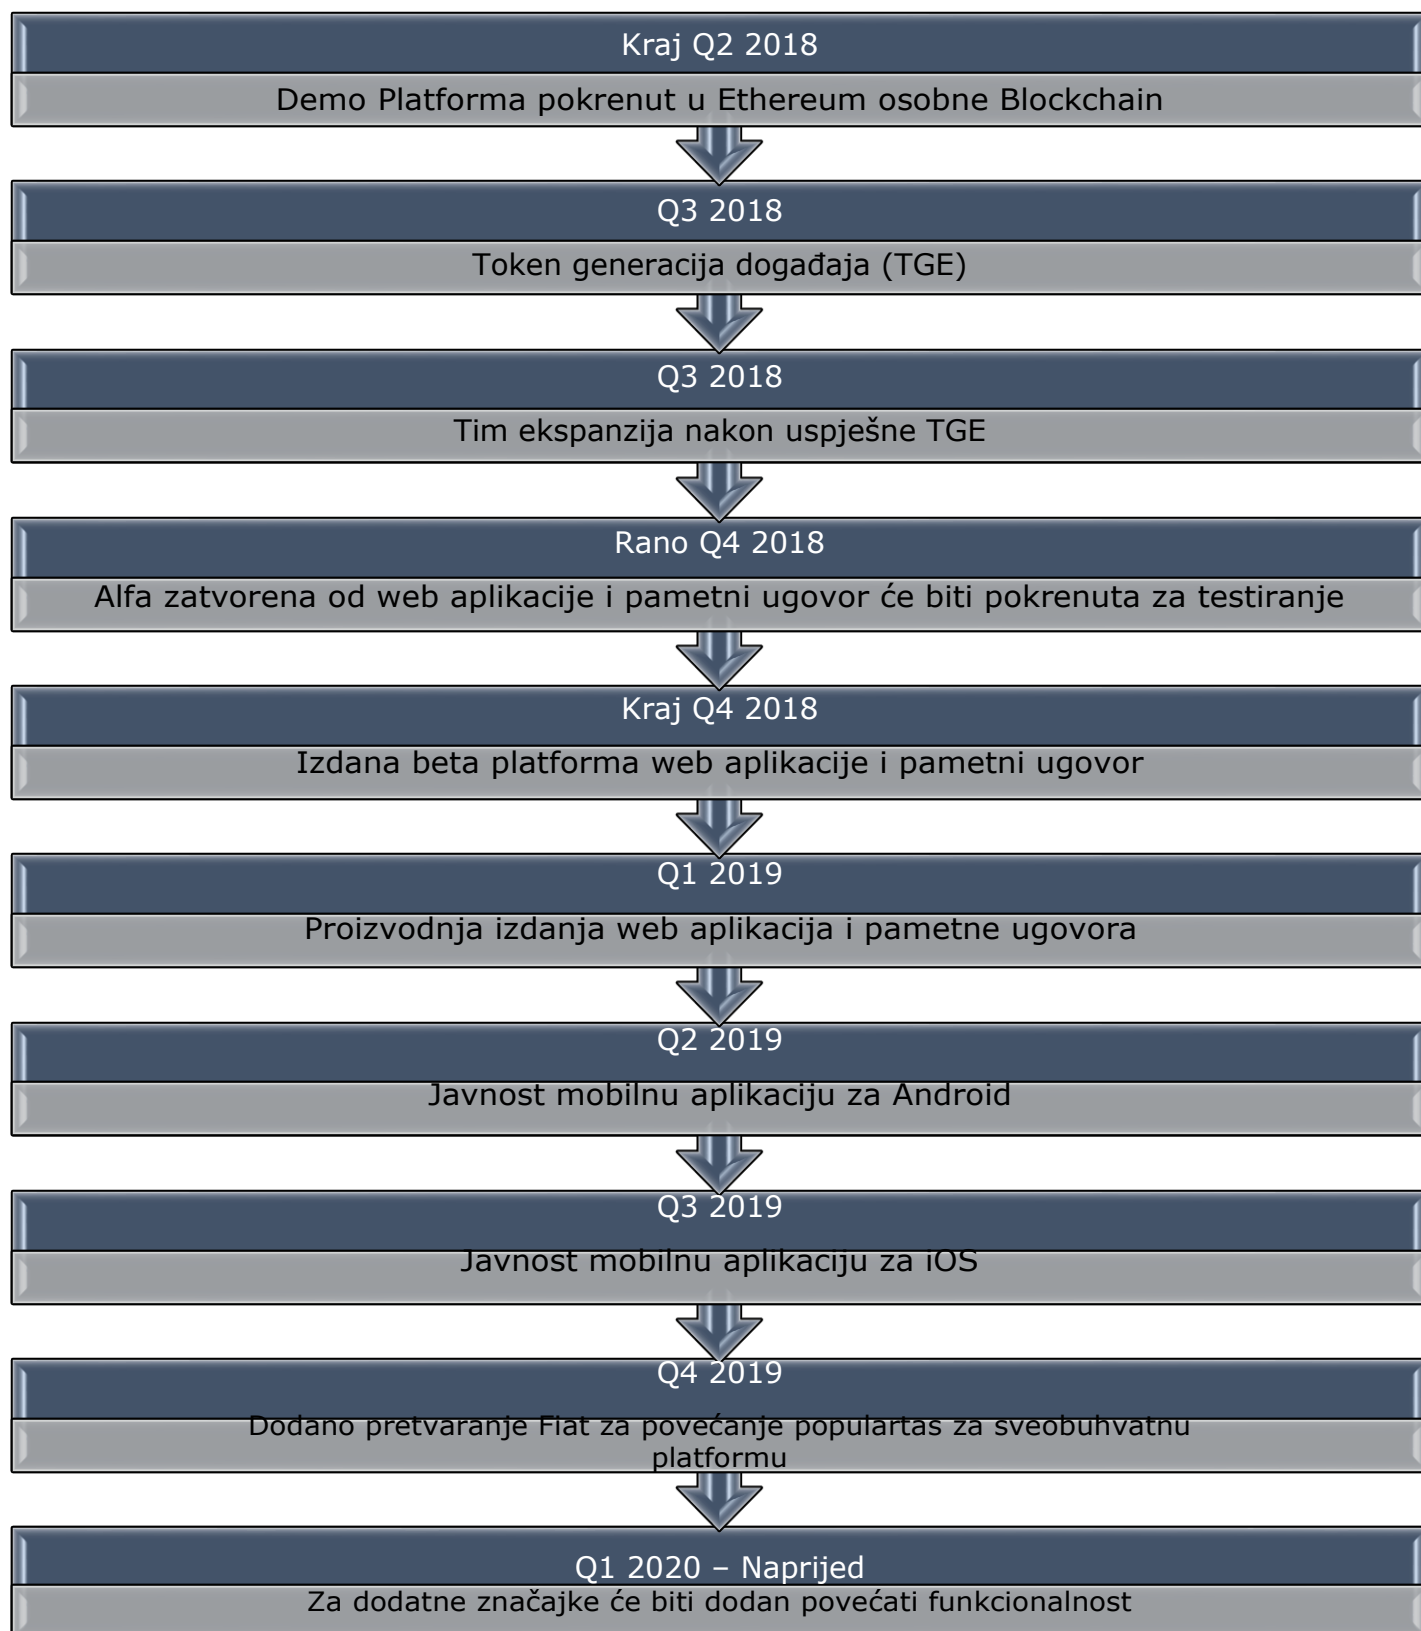 Kraj Q2 2018
Demo Platforma pokrenut u Ethereum osobne Blockchain
Q3 2018
Token generacija događaja (TGE)
Q3 2018
Tim ekspanzija nakon uspješne TGE
Rano Q4 2018
Alfa zatvorena od web aplikacije i pametni ugovor će biti pokrenuta za testiranje
Kraj Q4 2018
Izdana beta platforma web aplikacije i pametni ugovor
Q1 2019
Proizvodnja izdanja web aplikacija i pametne ugovora
Q2 2019
Javnost mobilnu aplikaciju za Android
Q3 2019
Javnost mobilnu aplikaciju za iOS
Q4 2019
Dodano pretvaranje Fiat za povećanje populartas za sveobuhvatnu
platformu
Q1 2020 – Naprijed
Za dodatne značajke će biti dodan povećati funkcionalnost